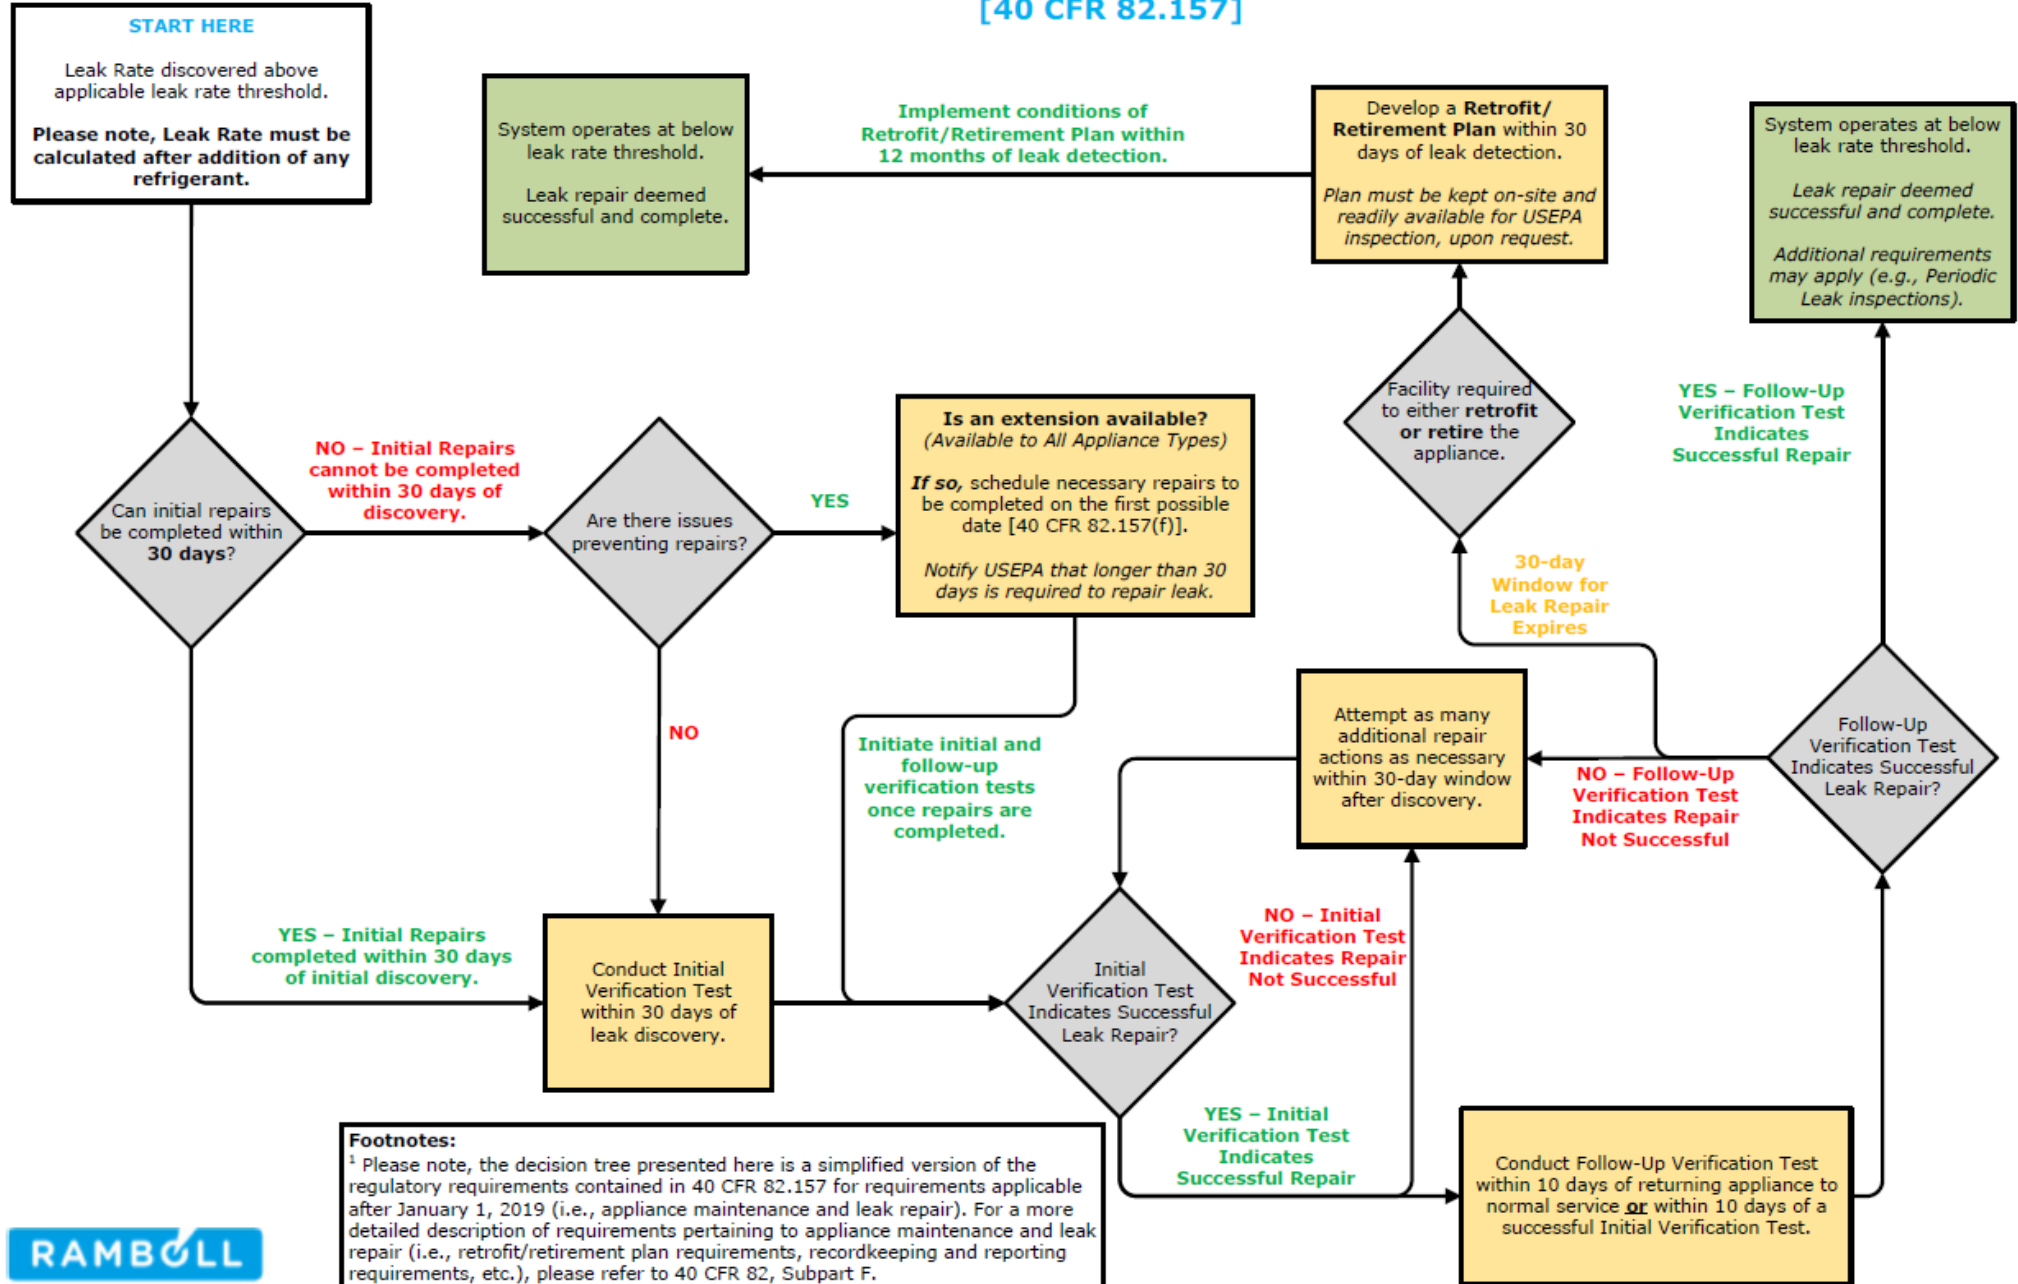 [40 CFR 82.157]
START HERE
Leak Rate discovered above
applicable leak rate threshold.
Please note, Leak Rate must be
calculated after addition of any
refrigerant.
System operates at below
leak rate threshold.
Leak repair deemed
successful and complete.
Implement conditions of
Retrofit/Retirement Plan within
12 months of leak detection.
Develop a Retrofit/
Retirement Plan within 30
days of leak detection.
Plan must be kept on-site and
readily available for USEPA
inspection, upon request.
System operates at below
leak rate threshold.
Leak repair deemed
successful and complete.
Additional requirements
may apply (e.g., Periodic
Leak inspections).
Can initial repairs
be completed within
30 days?
NO – Initial Repairs
cannot be completed
within 30 days of
discovery.
Are there issues
preventing repairs?
YES
Is an extension available?
(Available to All Appliance Types)
If so, schedule necessary repairs to
be completed on the first possible
date [40 CFR 82.157(f)].
Notify USEPA that longer than 30
days is required to repair leak.
Facility required
to either retrofit
or retire the
appliance.
YES – Follow-Up
Verification Test
Indicates
Successful Repair
30-day
Window for
Leak Repair
Expires
NO
Initiate initial and
follow-up
verification tests
once repairs are
completed.
Attempt as many
additional repair
actions as necessary
within 30-day window
after discovery.
NO – Follow-Up
Verification Test
Indicates Repair
Not Successful
Follow-Up
Verification Test
Indicates Successful
Leak Repair?
YES – Initial Repairs
completed within 30 days
of initial discovery.
Conduct Initial
Verification Test
within 30 days of
leak discovery.
Initial
Verification Test
Indicates Successful
Leak Repair?
NO – Initial
Verification Test
Indicates Repair
Not Successful
YES – Initial
Verification Test
Indicates
Successful Repair
Conduct Follow-Up Verification Test
within 10 days of returning appliance to
normal service or within 10 days of a
successful Initial Verification Test.
Footnotes:
1 Please note, the decision tree presented here is a simplified version of the
regulatory requirements contained in 40 CFR 82.157 for requirements applicable
after January 1, 2019 (i.e., appliance maintenance and leak repair). For a more
detailed description of requirements pertaining to appliance maintenance and leak
repair (i.e., retrofit/retirement plan requirements, recordkeeping and reporting
requirements, etc.), please refer to 40 CFR 82, Subpart F.
RAMBOLL